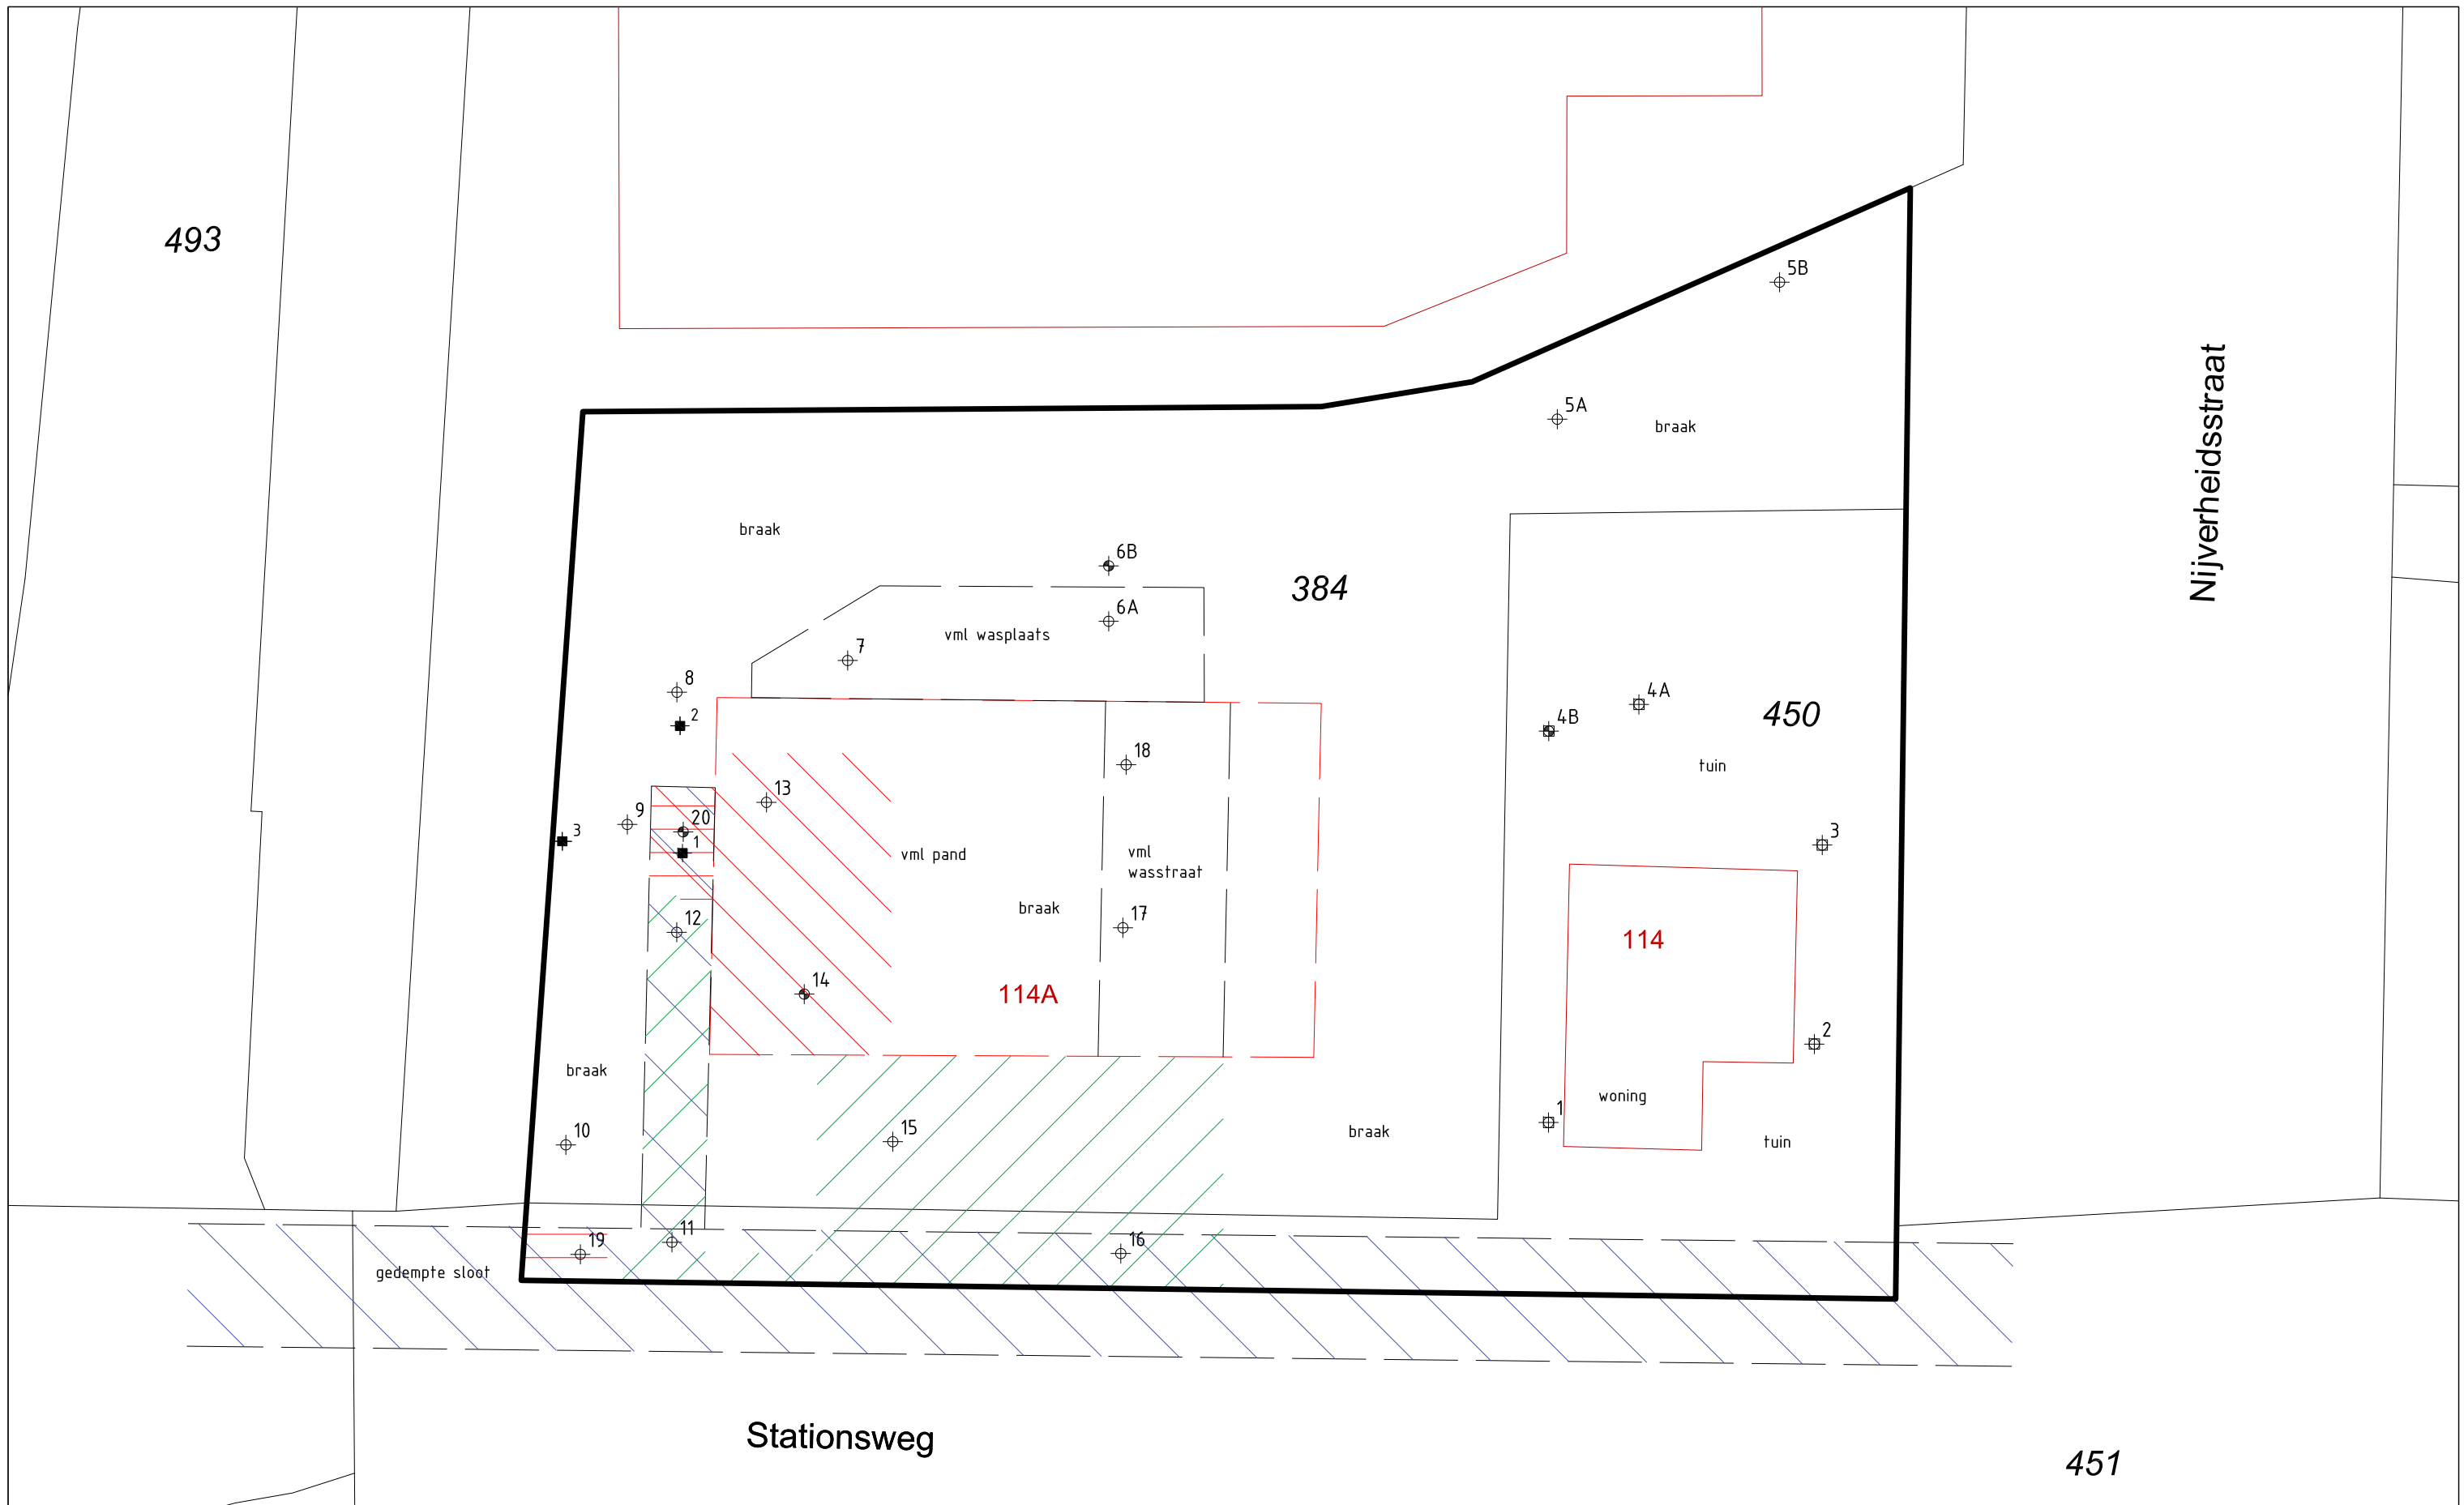 493
5B
5A
braak
Nijverheidsstraat
braak
6B
384
6A
vml wasplaats
7
8
4A
2
4B
450
18
tuin
13
9
20
3
3
1
vml pand
vml
wasstraat
braak
12
17
114
14
114A
2
braak
woning
1
10
15
braak
tuin
11
19
16
gedempte sloot
Stationsweg
451